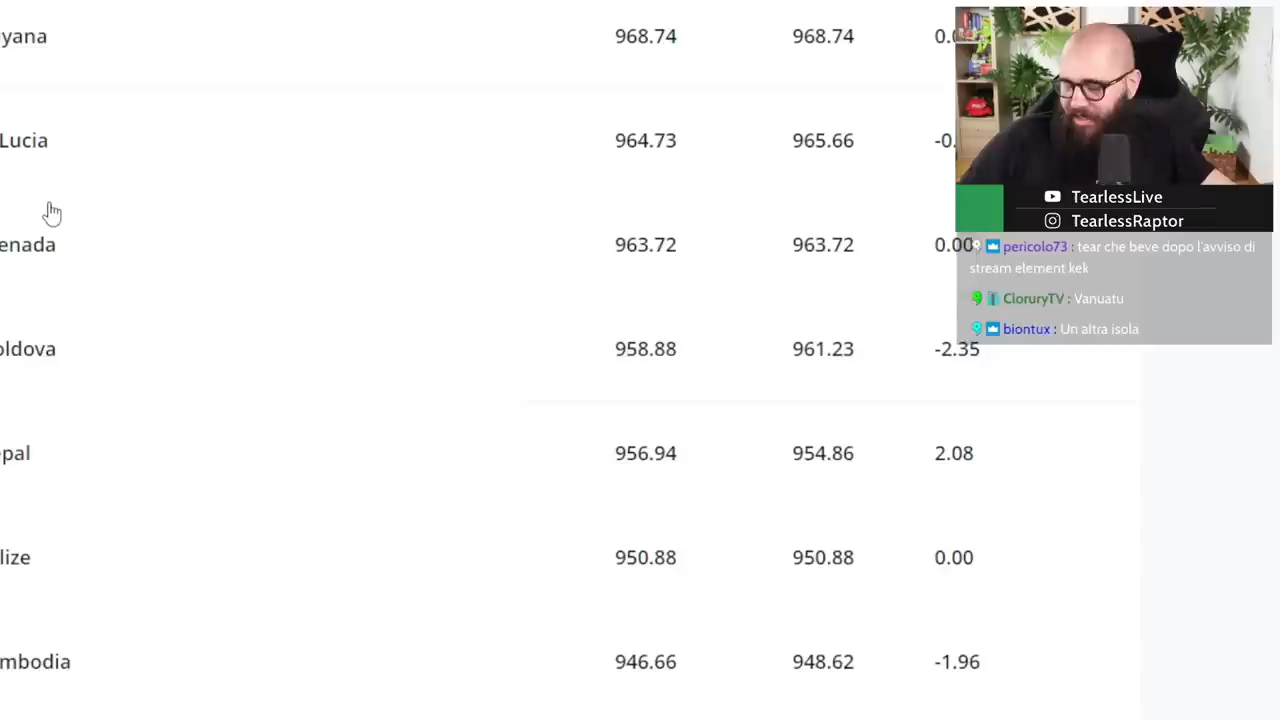 yana 968.74 968.74 0.0
Lucia 964.73 965.66 -0.
enada 963.72 963.72 0.00
oldova 958.88 961.23 -2.35
pal 956.94 954.86 2.08
lize 950.88 950.88 0.00
mbodia 946.66 948.62 -1.96
TearlessLive
TearlessRaptor
pericolo73 : tear che beve dopo l'avviso di
stream element kek
CloruryTV : Vanuatu
biontux : Un altra isola